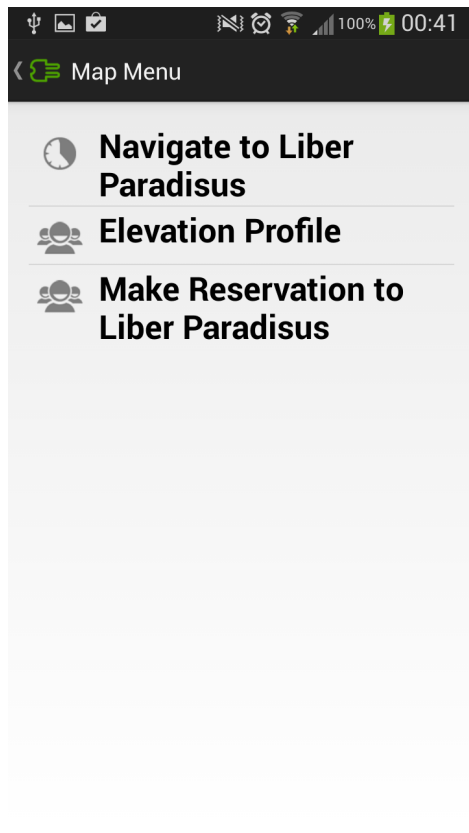 100% 00:41
Map Menu
Navigate to Liber
Paradisus
Elevation Profile
Make Reservation to
Liber Paradisus